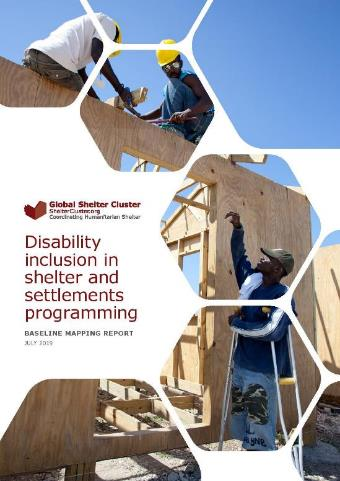 Global Shelter Cluster
ShelterCluster.org
Coordinating Humanitarian Shelter
Disability
inclusion in
shelter and
settlements
programming
BASELINE MAPPING REPORT
JULY 2019